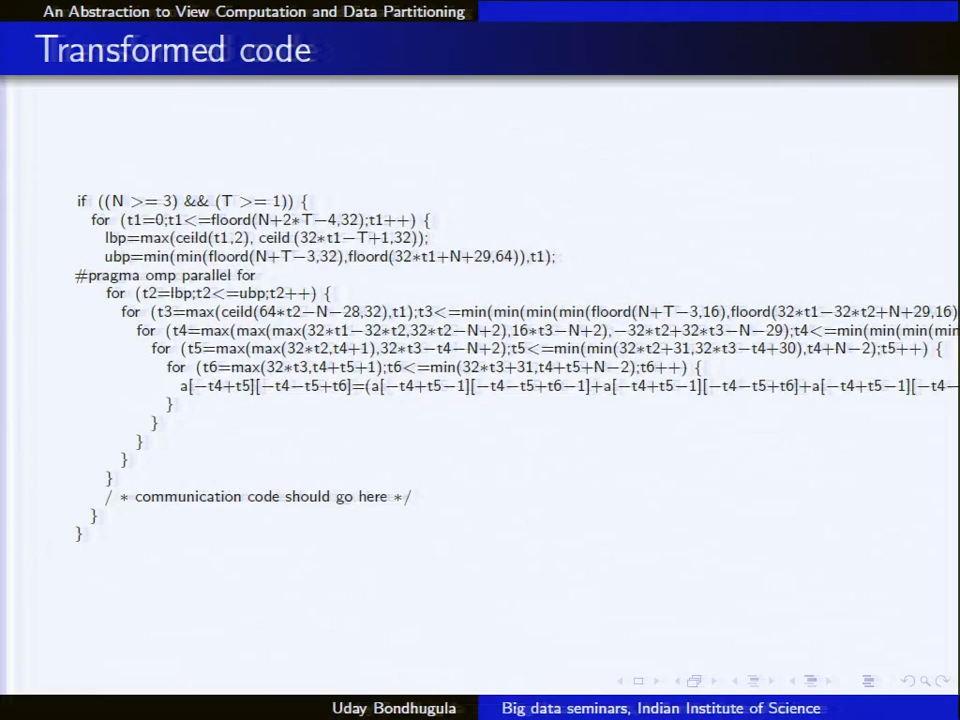 An Abstraction to View Computation and Data Partitioning
Transformed code
if ((N >= 3) && (T >= 1)) {
for (t1=0;t1<=floord(N+2*T−4,32);t1++) {
lbp=max(ceild(t1,2), ceild(32*t1−T+1,32));
ubp=min(min(floord(N+T−3,32),floord(32*t1+N+29,64)),t1);
#pragma omp parallel for
for (t2=lbp;t2<=ubp;t2++) {
for (t3=max(ceild(64*t2−N−28,32),t1);t3<=min(min(min(min(floord(N+T−3,16),floord(32*t1−32*t2+N+29,16)
for (t4=max(max(max(32*t1−32*t2,32*t2−N+2),16*t3−N+2),−32*t2+32*t3−N−29);t4<=min(min(min(min
for (t5=max(max(32*t2,t4+1),32*t3−t4−N+2);t5<=min(min(32*t2+31,32*t3−t4+30),t4+N−2);t5++) {
for (t6=max(32*t3,t4+t5+1);t6<=min(32*t3+31,t4+t5+N−2);t6++) {
a[−t4+t5][−t4−t5+t6]=(a[−t4+t5−1][−t4−t5+t6−1]+a[−t4+t5−1][−t4−t5+t6]+a[−t4+t5−1][−t4−
}
}
}
}
}
/ * communication code should go here */
}
}
Uday Bondhugula
Big data seminars, Indian Institute of Science